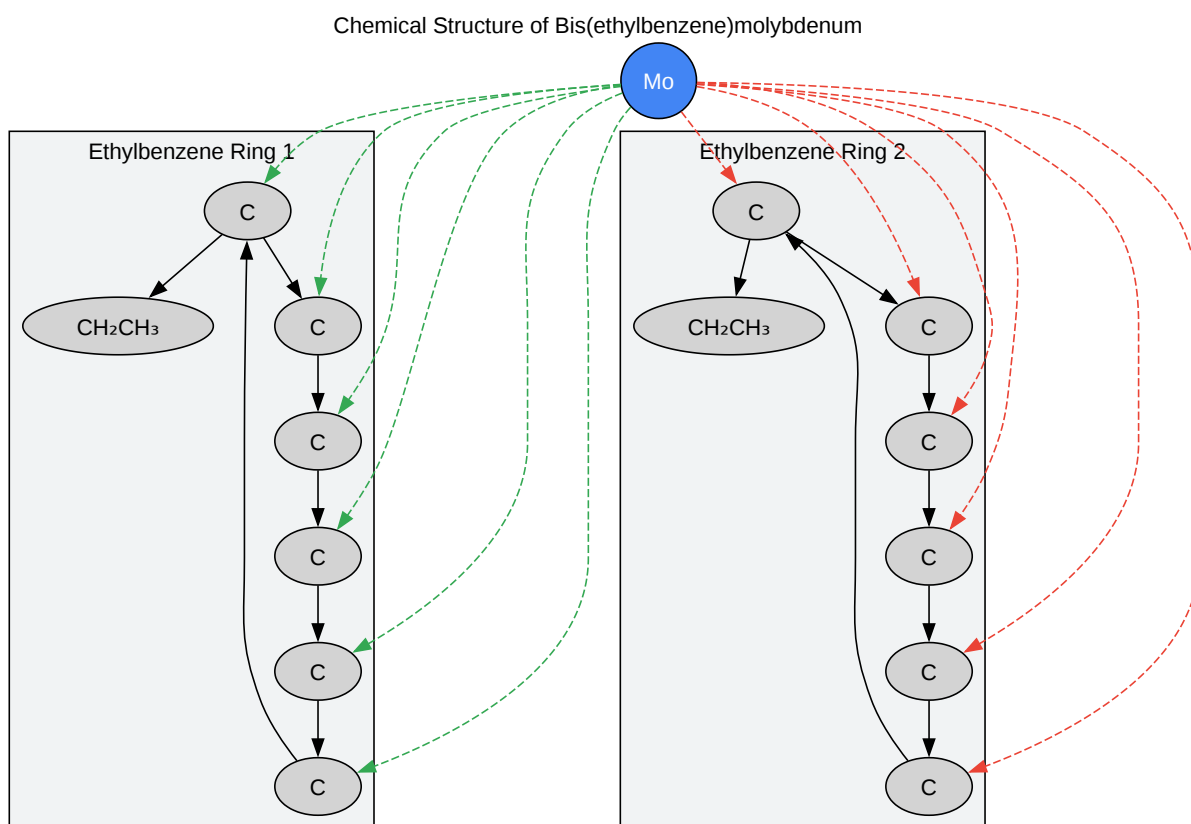 Chemical Structure of Bis(ethylbenzene)molybdenum
Mo
Ethylbenzene Ring 1
C
CH₂CH₃
C
C
C
C
C
Ethylbenzene Ring 2
C
CH₂CH₃
C
C
C
C
C